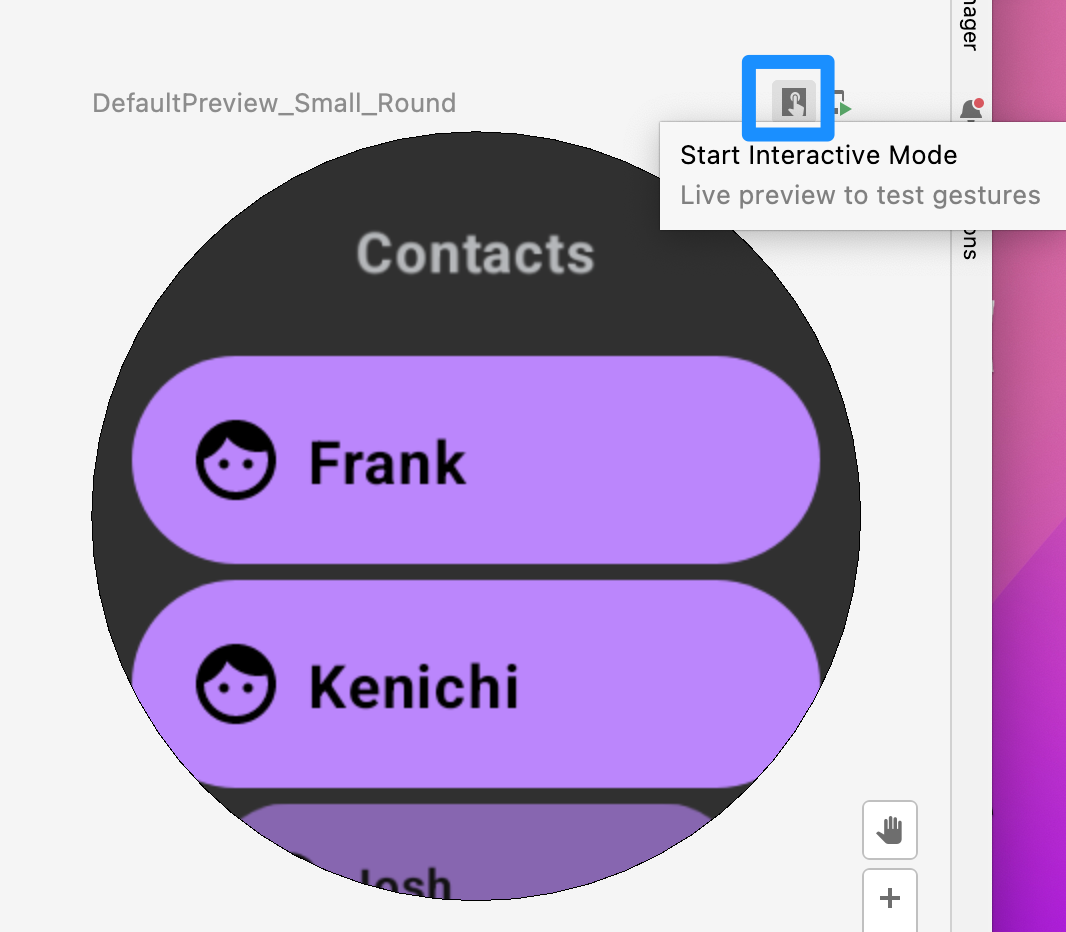 nager
DefaultPreview_Small_Round
Start Interactive Mode
Live preview to test gestures
ons
Contacts
Frank
Kenichi
Josh